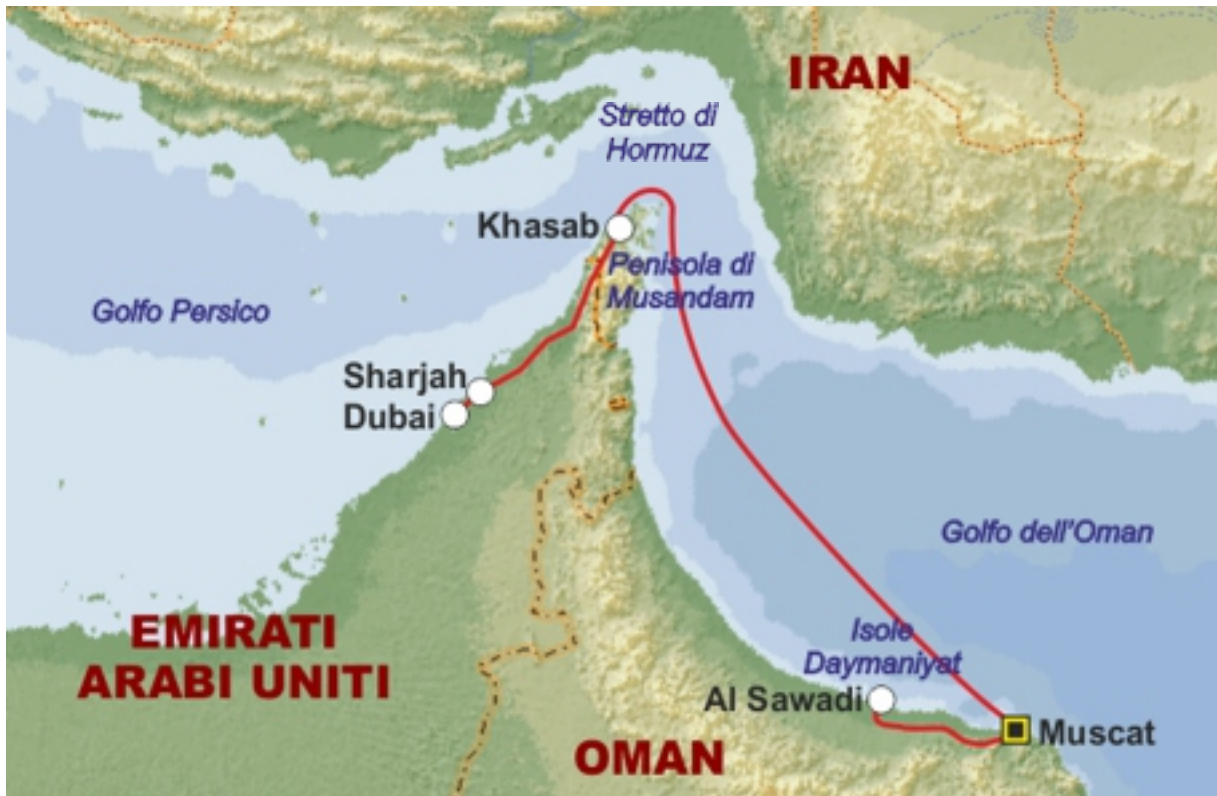 IRAN
Stretto di
Hormuz
Khasab
Penisola di
Musandam
Golfo Persico
Sharjah
Dubai
Golfo dell'Oman
EMIRATI
ARABI UNITI
Isole
Daymaniyat
Al Sawadi
Muscat
OMAN